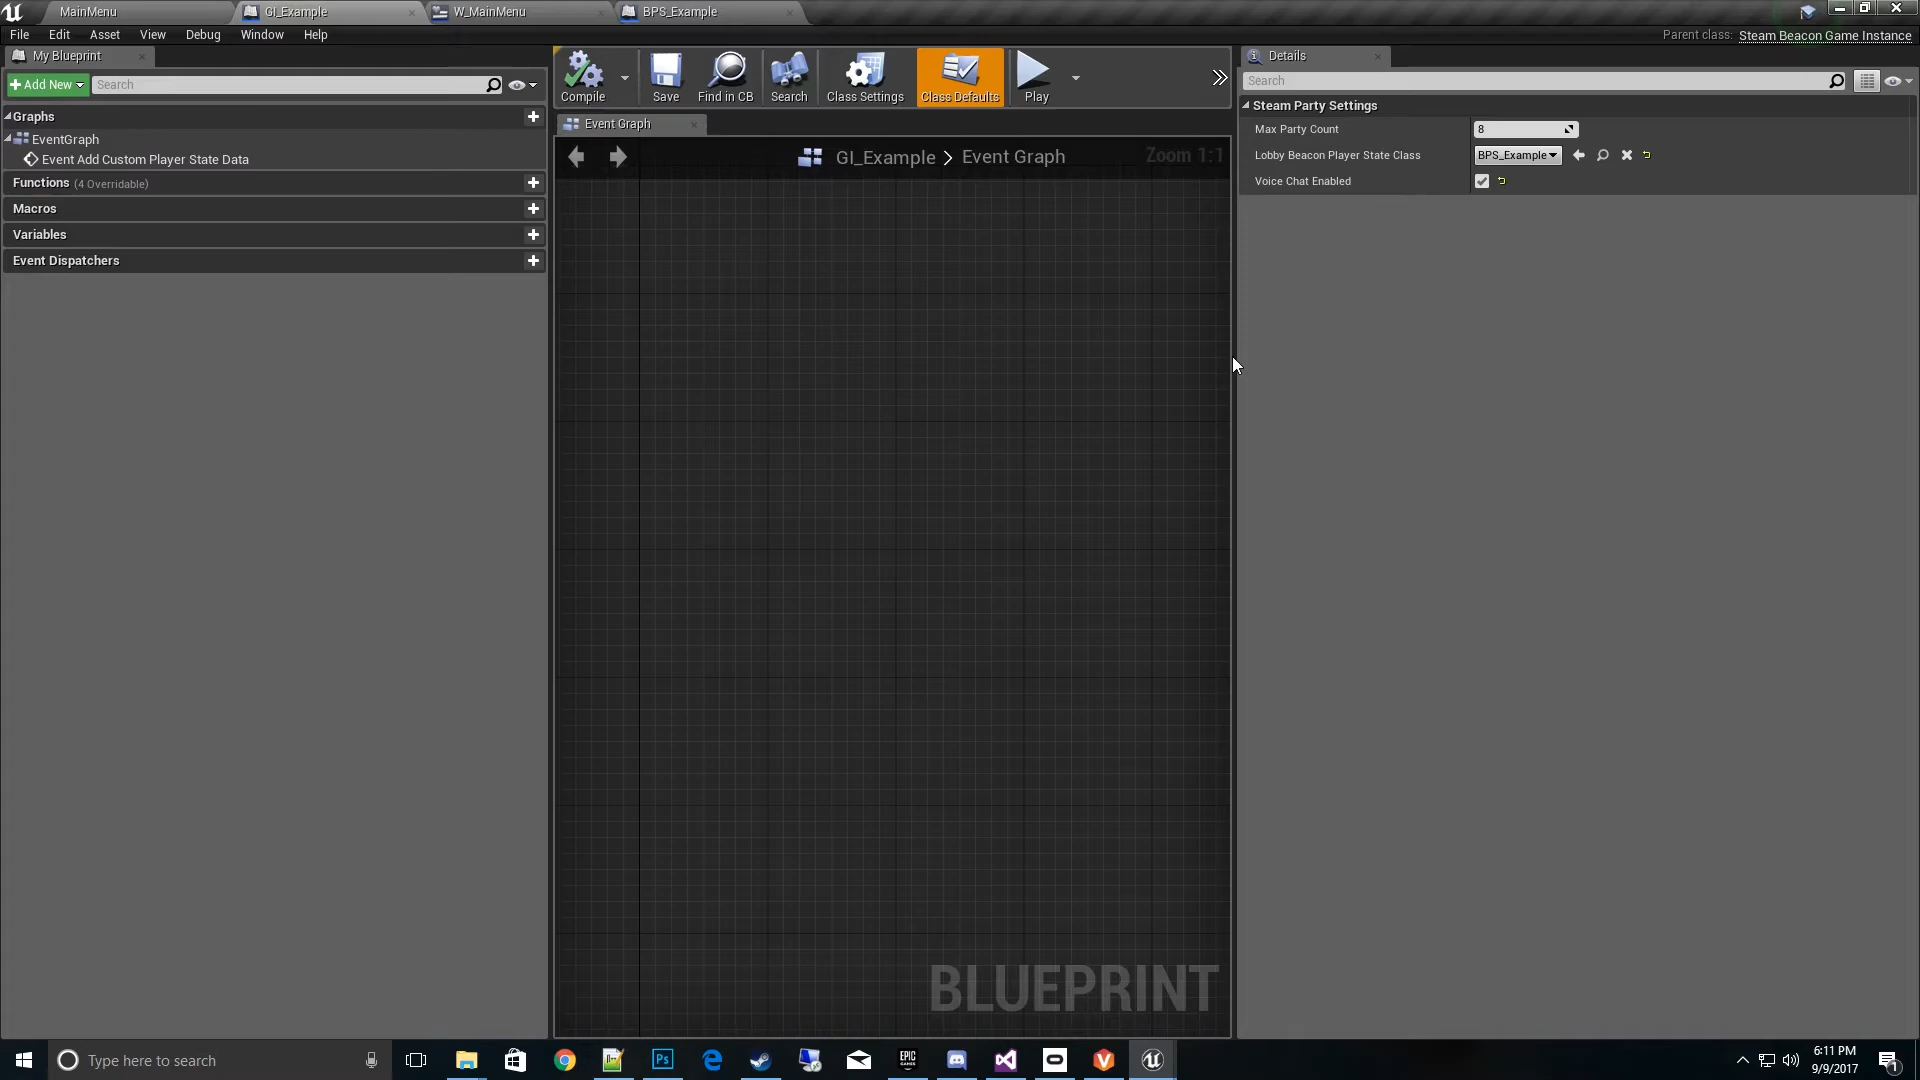 MainMenu
GI_Example
W_MainMenu
BPS_Example
File Edit Asset View Debug Window Help
Parent class: Steam Beacon Game Instance
My Blueprint
Add New
Search
Graphs
EventGraph
Event Add Custom Player State Data
Functions (4 Overridable)
Macros
Variables
Event Dispatchers
Compile
Save
Find in CB
Search
Class Settings
Class Defaults
Play
Event Graph
GI_Example > Event Graph
Zoom 1:1
BLUEPRINT
Details
Search
Steam Party Settings
Max Party Count 8
Lobby Beacon Player State Class BPS_Example
Voice Chat Enabled
Type here to search
Ps
EPIC
GAMES
6:11 PM
9/9/2017
1